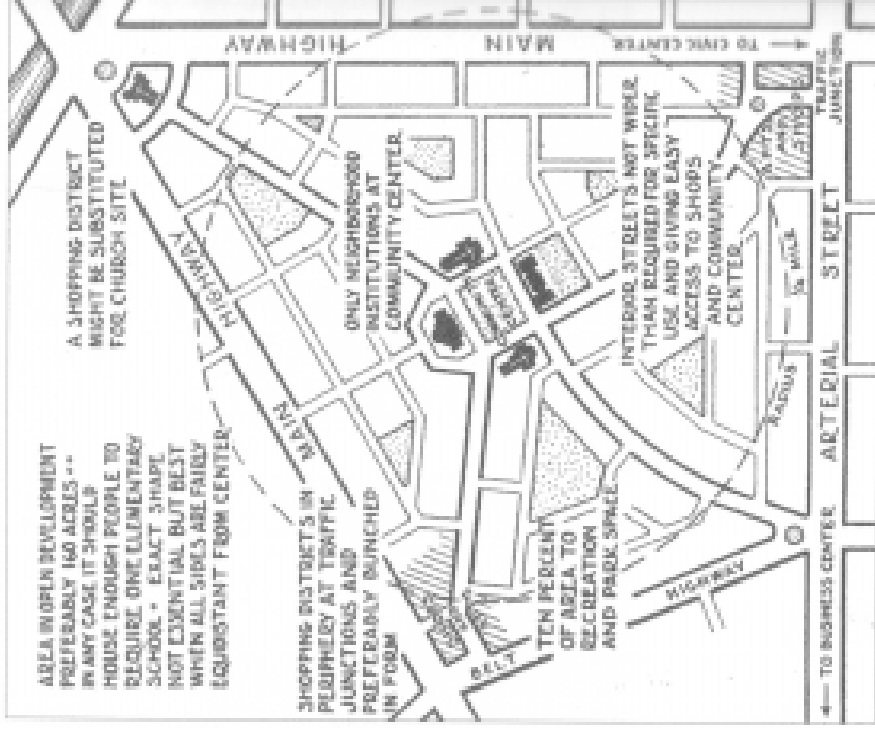 AREA IN OPEN DEVELOPMENT
PREFERABLY 160 ACRES --
IN ANY CASE IT SHOULD
HOUSE ENOUGH PEOPLE TO
REQUIRE ONE ELEMENTARY
SCHOOL • EXACT SHAPE
NOT ESSENTIAL BUT BEST
WHEN ALL SIDES ARE FAIRLY
EQUIDISTANT FROM CENTER
A SHOPPING DISTRICT
MIGHT BE SUBSTITUTED
FOR CHURCH SITE
SHOPPING DISTRICTS IN
PERIPHERY AT TRAFFIC
JUNCTIONS AND
PREFERABLY BUNCHED
IN FORM
ONLY NEIGHBORHOOD
INSTITUTIONS AT
COMMUNITY CENTER
TEN PERCENT
OF AREA TO
RECREATION
AND PARK SPACE
INTERIOR STREETS NOT WIDER
THAN REQUIRED FOR SPECIFIC
USE AND GIVING EASY
ACCESS TO SHOPS
AND COMMUNITY
CENTER
MAIN HIGHWAY
MAIN HIGHWAY
TO CIVIC CENTER
TRAFFIC
JUNCTION
BELT HIGHWAY
RADIUS MILE
ARTERIAL STREET
TO BUSINESS CENTER